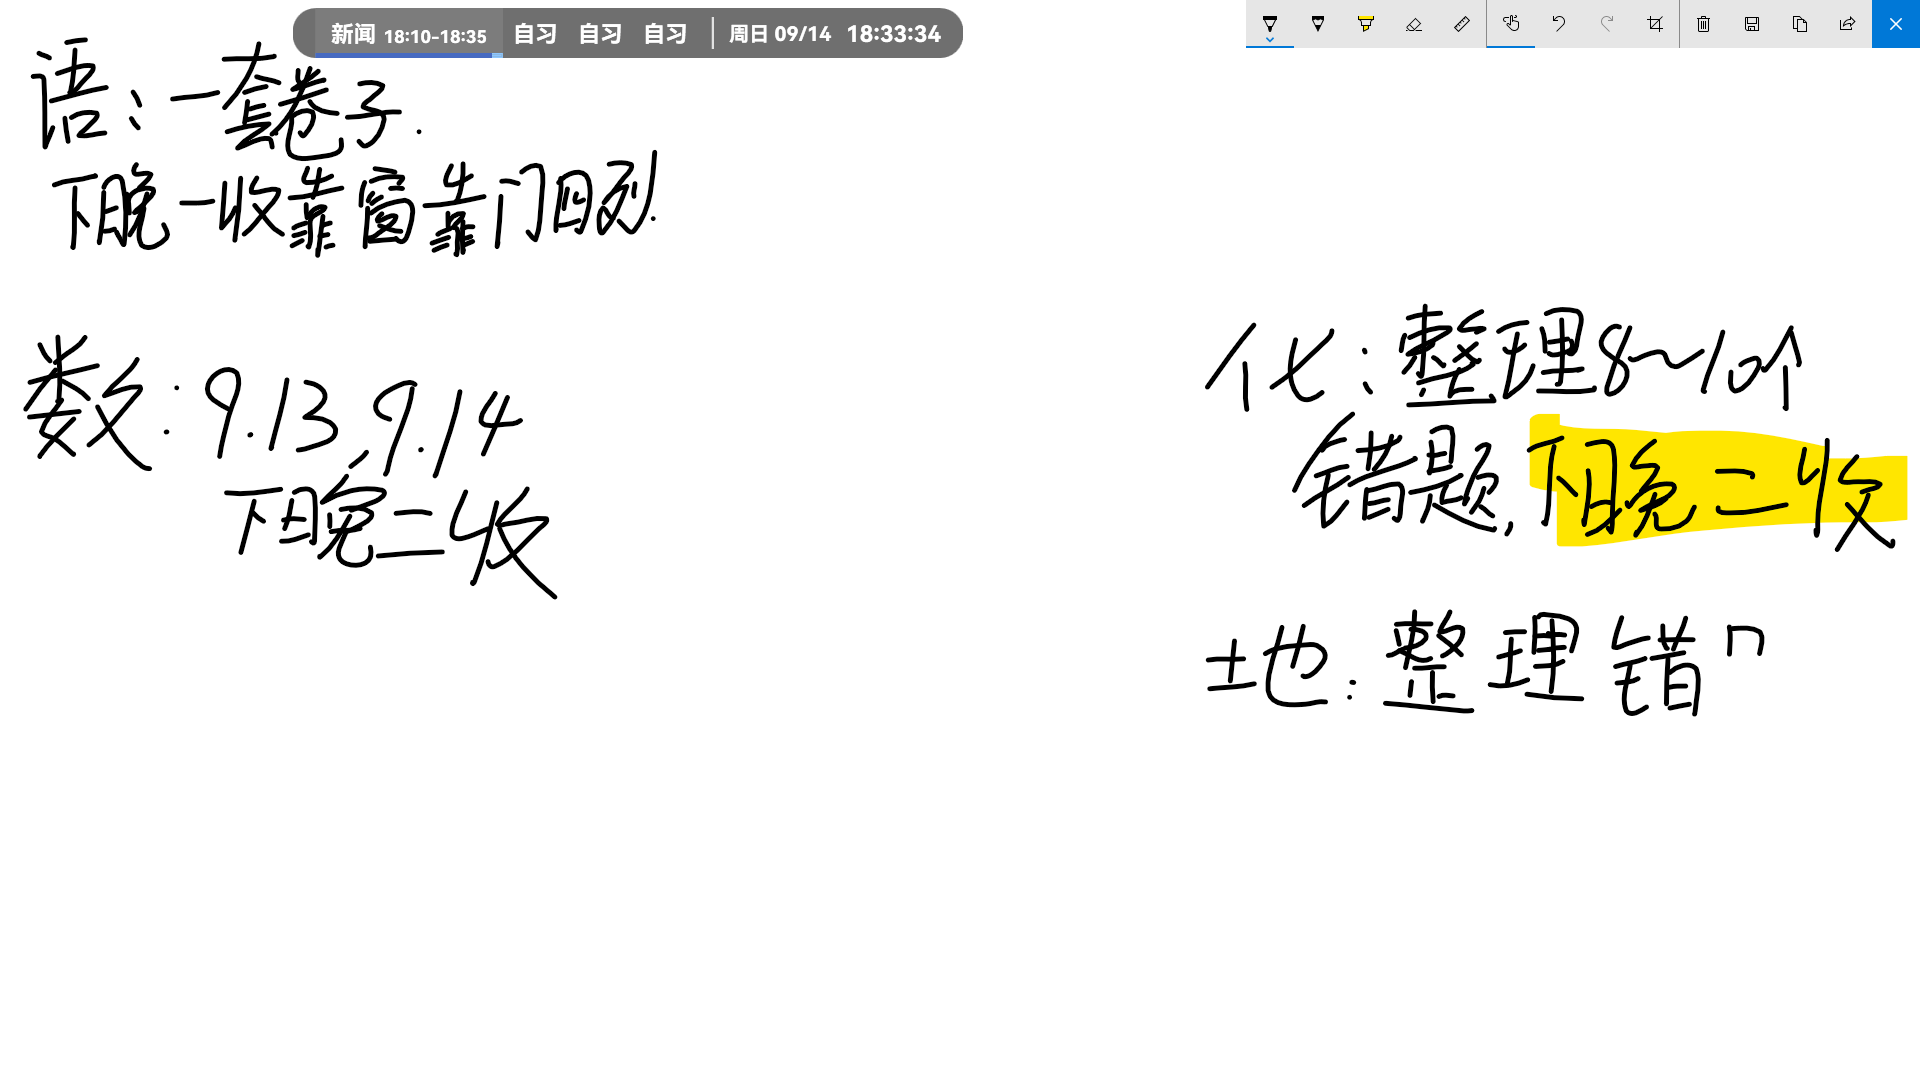 新闻 18:10-18:35 自习 自习 自习 周日 09/14 18:33:34
语：一套卷子.
下晚一收靠窗靠门四列.
数：9.13, 9.14
下晚二收
化：整理8~10个
错题, 下晚二收
地：整理错